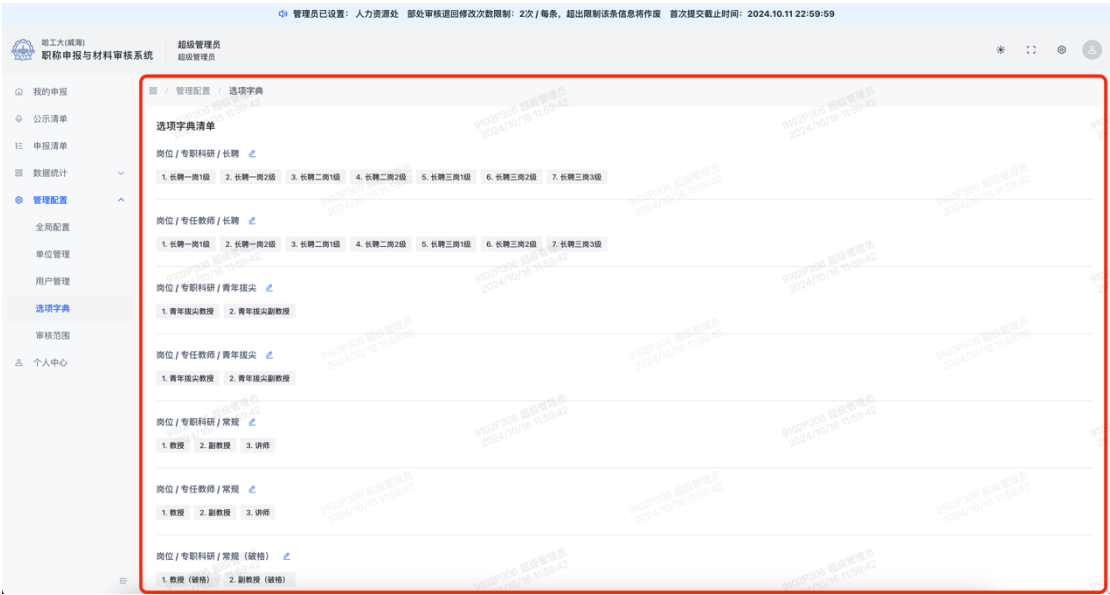 管理员已设置： 人力资源处 部处审核退回修改次数限制：2次 / 每条，超出限制该条信息将作废 首次提交截止时间：2024.10.11 22:59:59
哈工大(威海)
职称申报与材料审核系统
超级管理员
超级管理员
我的申报
公示清单
申报清单
数据统计
管理配置
全局配置
单位管理
用户管理
选项字典
审核范围
个人中心
/ 管理配置 / 选项字典
选项字典清单
岗位 / 专职科研 / 长聘
1. 长聘一岗1级 2. 长聘一岗2级 3. 长聘二岗1级 4. 长聘二岗2级 5. 长聘三岗1级 6. 长聘三岗2级 7. 长聘三岗3级
岗位 / 专任教师 / 长聘
1. 长聘一岗1级 2. 长聘一岗2级 3. 长聘二岗1级 4. 长聘二岗2级 5. 长聘三岗1级 6. 长聘三岗2级 7. 长聘三岗3级
岗位 / 专职科研 / 青年拔尖
1. 青年拔尖教授 2. 青年拔尖副教授
岗位 / 专任教师 / 青年拔尖
1. 青年拔尖教授 2. 青年拔尖副教授
岗位 / 专职科研 / 常规
1. 教授 2. 副教授 3. 讲师
岗位 / 专任教师 / 常规
1. 教授 2. 副教授 3. 讲师
岗位 / 专职科研 / 常规（破格）
1. 教授（破格） 2. 副教授（破格）
9102P306 超级管理员
2024/10/16 11:59:42